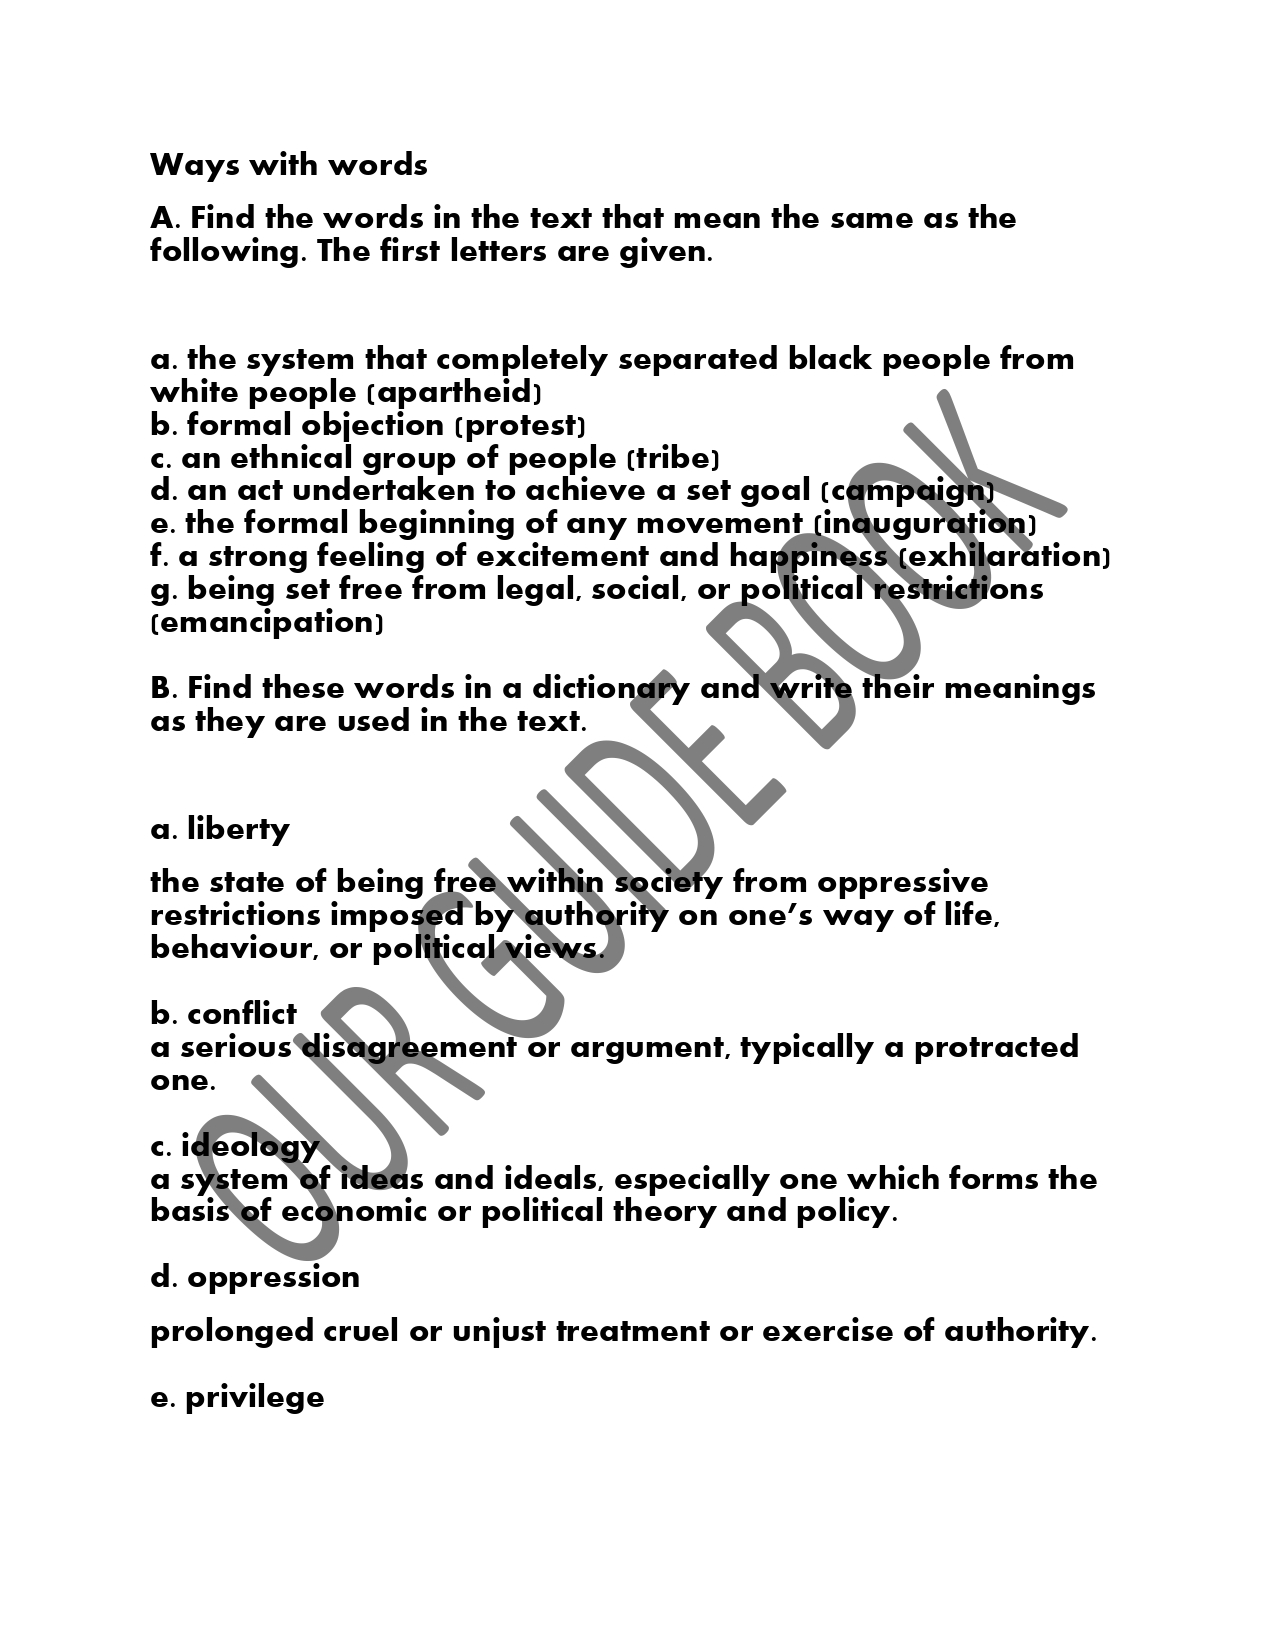 Ways with words
A. Find the words in the text that mean the same as the
following. The first letters are given.
a. the system that completely separated black people from
white people (apartheid)
b. formal objection (protest)
c. an ethnical group of people (tribe)
d. an act undertaken to achieve a set goal (campaign)
e. the formal beginning of any movement (inauguration)
f. a strong feeling of excitement and happiness (exhilaration)
g. being set free from legal, social, or political restrictions
(emancipation)
B. Find these words in a dictionary and write their meanings
as they are used in the text.
a. liberty
the state of being free within society from oppressive
restrictions imposed by authority on one’s way of life,
behaviour, or political views.
b. conflict
a serious disagreement or argument, typically a protracted
one.
c. ideology
a system of ideas and ideals, especially one which forms the
basis of economic or political theory and policy.
d. oppression
prolonged cruel or unjust treatment or exercise of authority.
e. privilege
OUR GUIDE BOOK